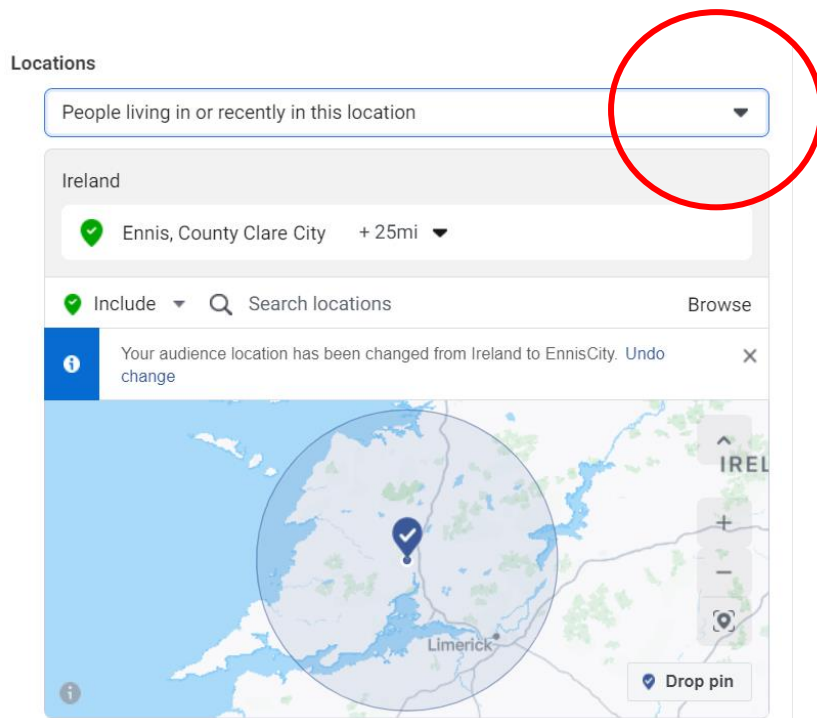 Locations
People living in or recently in this location
Ireland
Ennis, County Clare City + 25mi
Include Search locations Browse
Your audience location has been changed from Ireland to EnnisCity. Undo
change
IREL
Limerick
Drop pin